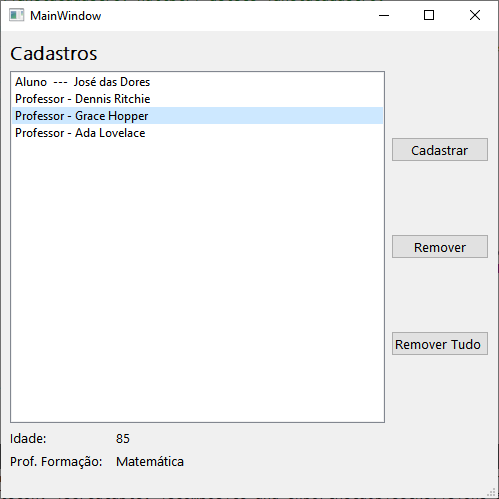 MainWindow
Cadastros
Aluno --- José das Dores
Professor - Dennis Ritchie
Professor - Grace Hopper
Professor - Ada Lovelace
Cadastrar
Remover
Remover Tudo
Idade: 85
Prof. Formação: Matemática